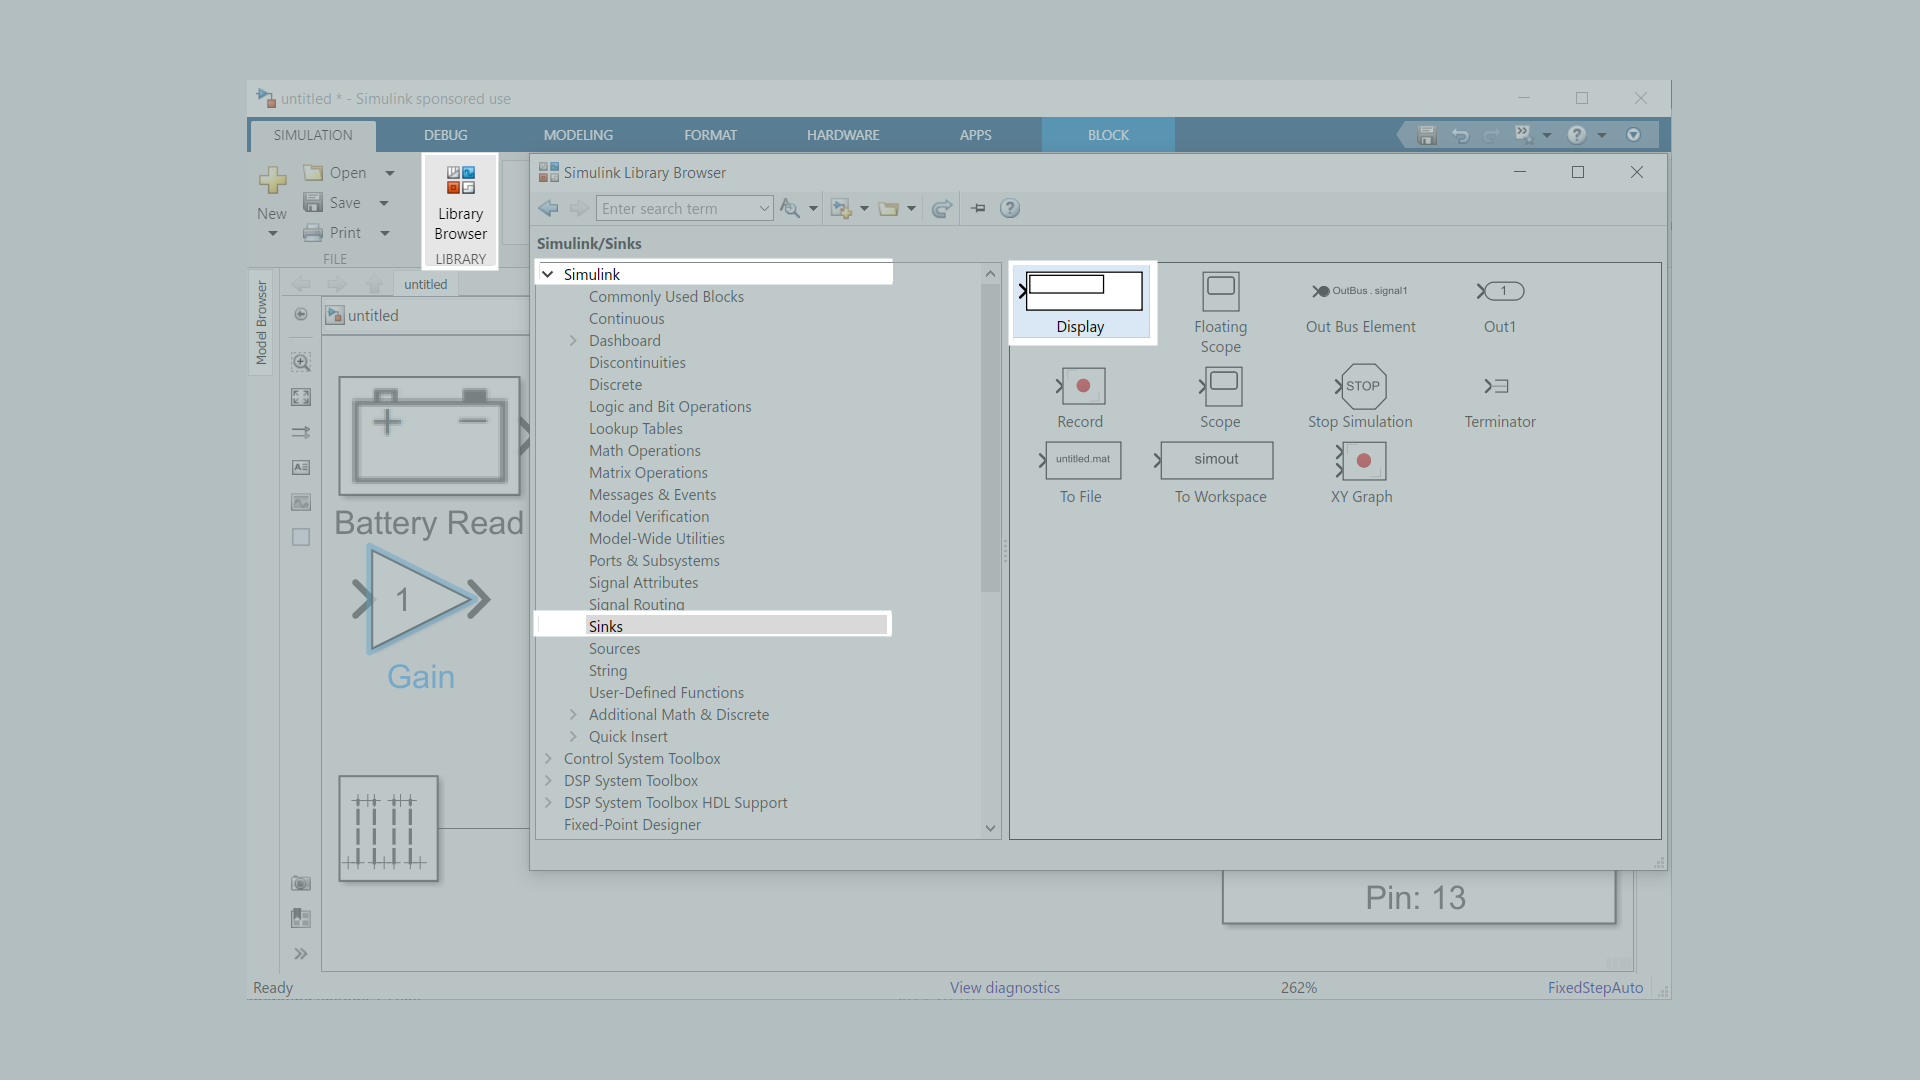 untitled * - Simulink sponsored use
SIMULATION
DEBUG
MODELING
FORMAT
HARDWARE
APPS
BLOCK
New
Open
Save
Print
FILE
Library
Browser
LIBRARY
Simulink Library Browser
Enter search term
Simulink/Sinks
Model Browser
untitled
untitled
Battery Read
1
Gain
Simulink
Commonly Used Blocks
Continuous
Dashboard
Discontinuities
Discrete
Logic and Bit Operations
Lookup Tables
Math Operations
Matrix Operations
Messages & Events
Model Verification
Model-Wide Utilities
Ports & Subsystems
Signal Attributes
Signal Routing
Sinks
Sources
String
User-Defined Functions
Additional Math & Discrete
Quick Insert
Control System Toolbox
DSP System Toolbox
DSP System Toolbox HDL Support
Fixed-Point Designer
Display
Floating
Scope
OutBus . signal1
Out Bus Element
1
Out1
Record
Scope
STOP
Stop Simulation
Terminator
untitled.mat
To File
simout
To Workspace
XY Graph
Pin: 13
Ready
View diagnostics
262%
FixedStepAuto